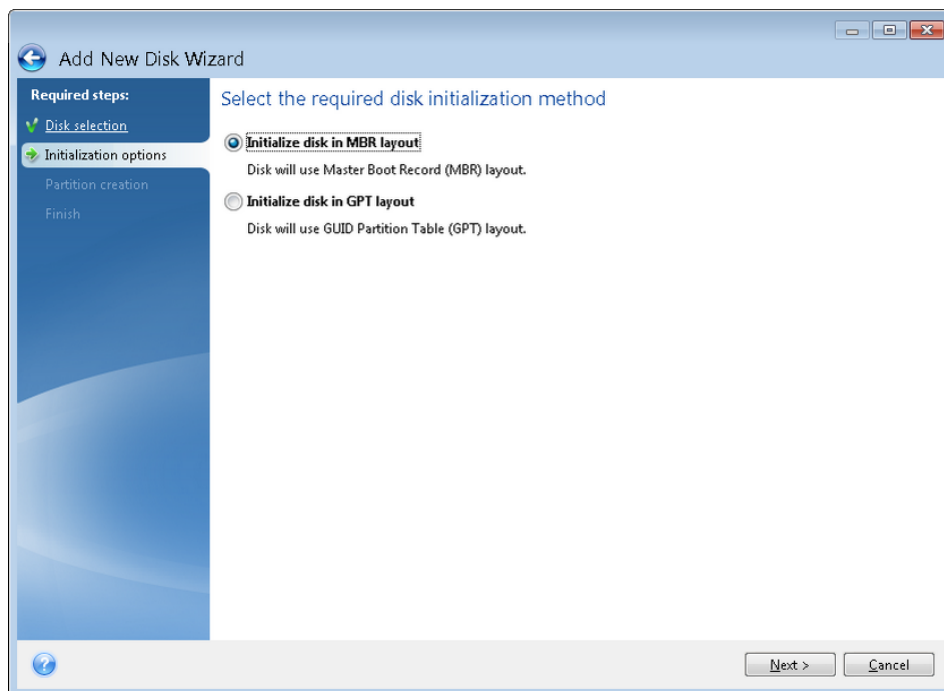 Add New Disk Wizard
Required steps:
Disk selection
Initialization options
Partition creation
Finish
Select the required disk initialization method
Initialize disk in MBR layout
Disk will use Master Boot Record (MBR) layout.
Initialize disk in GPT layout
Disk will use GUID Partition Table (GPT) layout.
?
Next >
Cancel